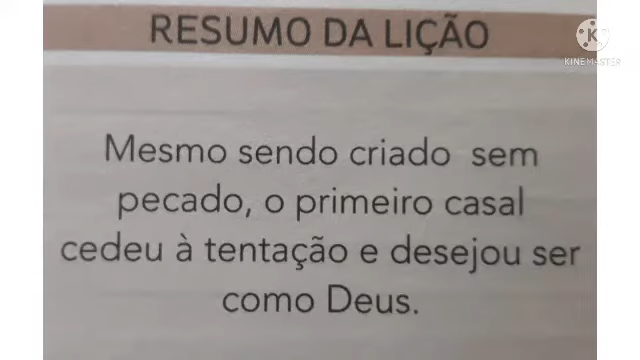 RESUMO DA LIÇÃO
KINEMASTER
Mesmo sendo criado sem
pecado, o primeiro casal
cedeu à tentação e desejou ser
como Deus.